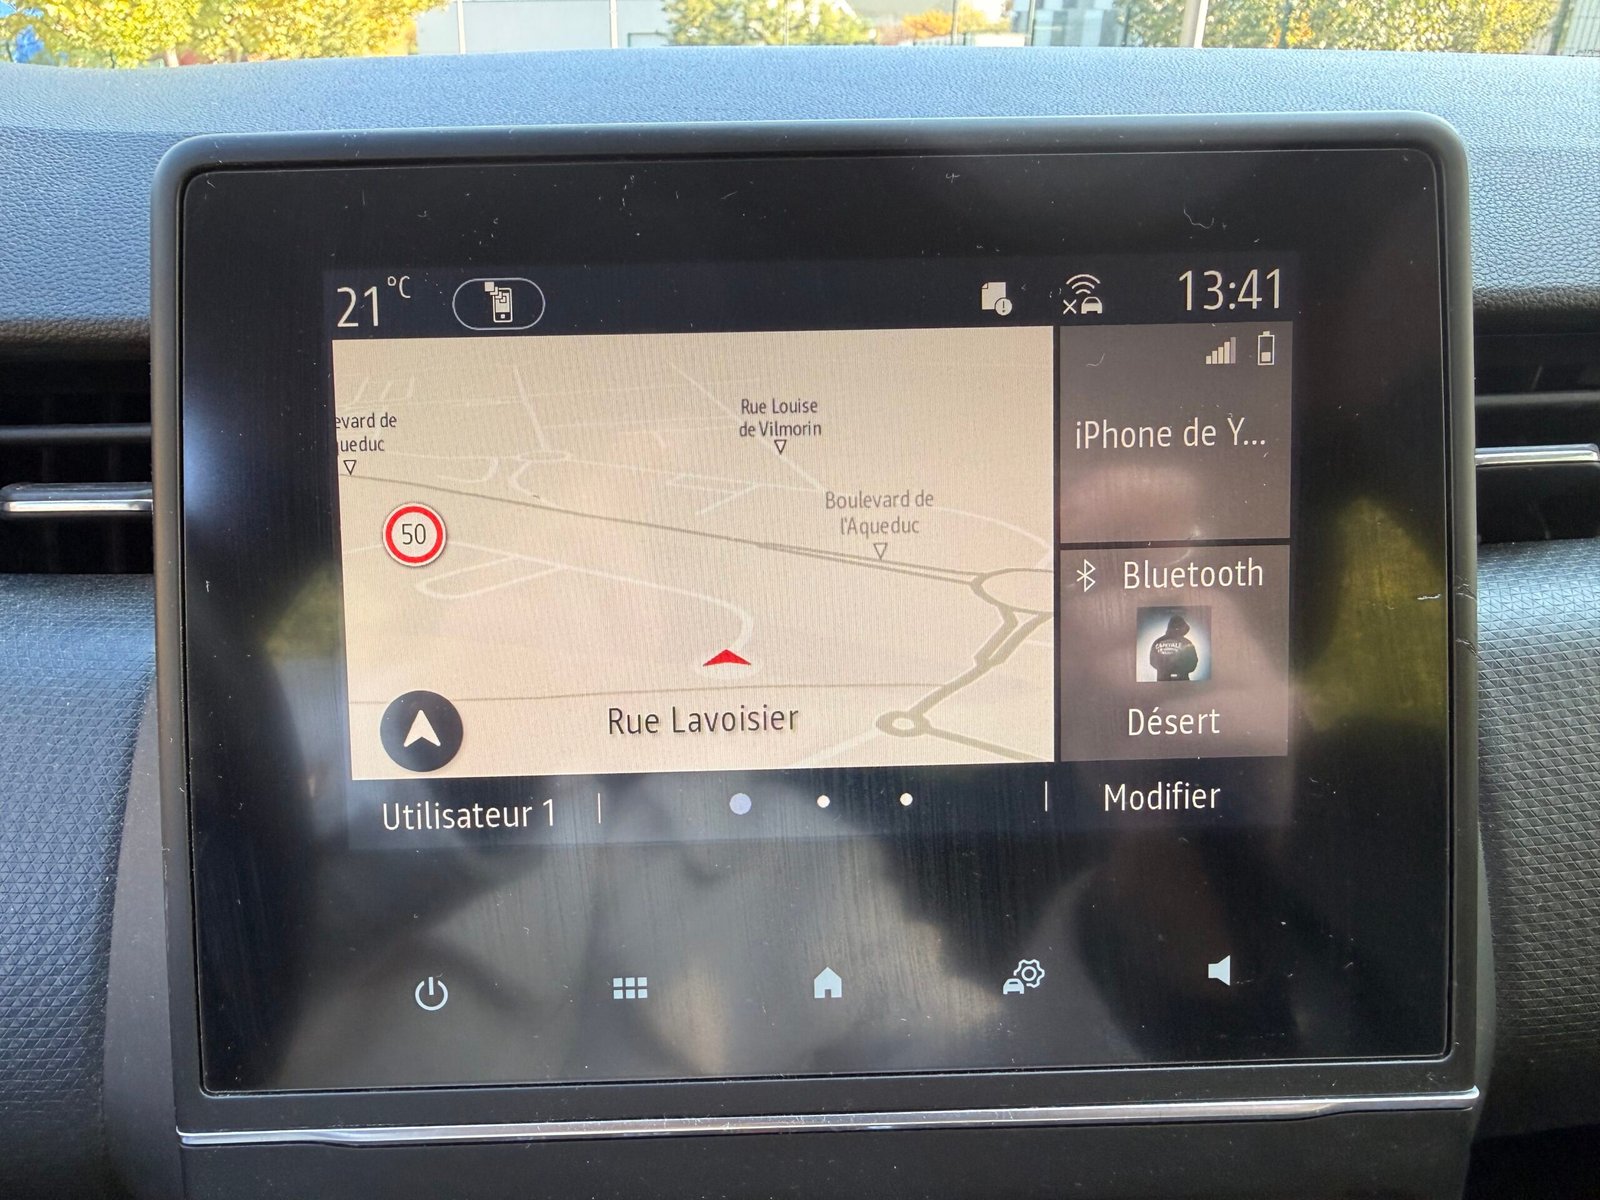 21 °C
13:41
evard de
queduc
Rue Louise
de Vilmorin
Boulevard de
l'Aqueduc
50
Rue Lavoisier
iPhone de Y...
Bluetooth
Désert
Utilisateur 1
Modifier